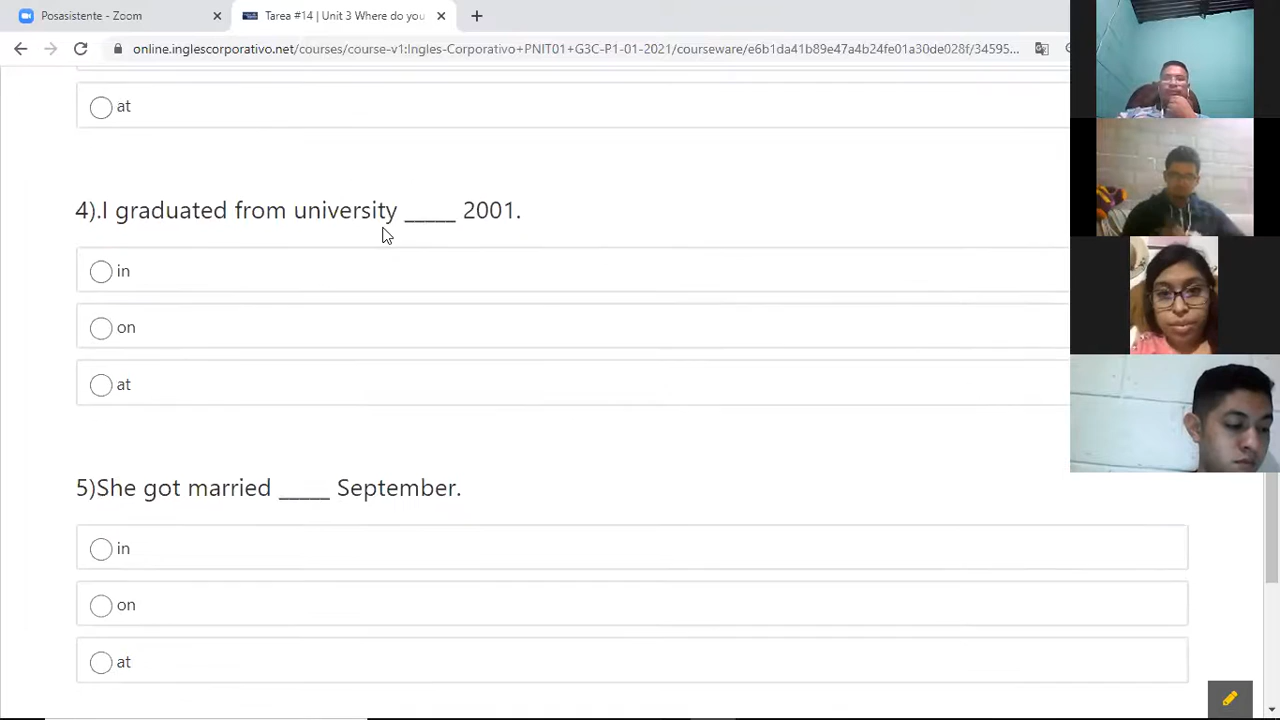 Posasistente - Zoom
Tarea #14 | Unit 3 Where do you
online.inglescorporativo.net/courses/course-v1:Ingles-Corporativo+PNIT01+G3C-P1-01-2021/courseware/e6b1da41b89e47a4b24fe01a30de028f/34595...
at
4).I graduated from university _____ 2001.
in
on
at
5)She got married _____ September.
in
on
at